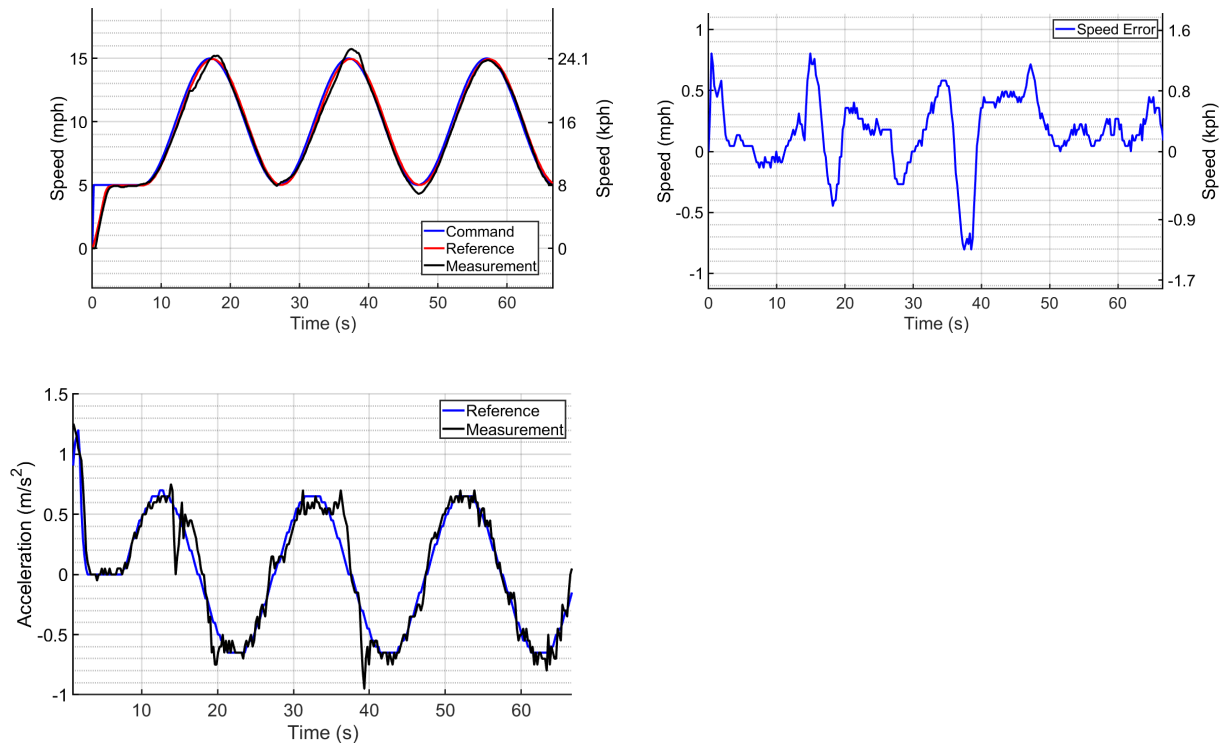 15
10
5
0
Speed (mph)
24.1
16
8
0
Speed (kph)
Command
Reference
Measurement
0 10 20 30 40 50 60
Time (s)
1
0.5
0
-0.5
-1
Speed (mph)
1.6
0.8
0
-0.9
-1.7
Speed (kph)
Speed Error
0 10 20 30 40 50 60
Time (s)
1.5
1
0.5
0
-0.5
-1
Acceleration (m/s²)
Reference
Measurement
10 20 30 40 50 60
Time (s)